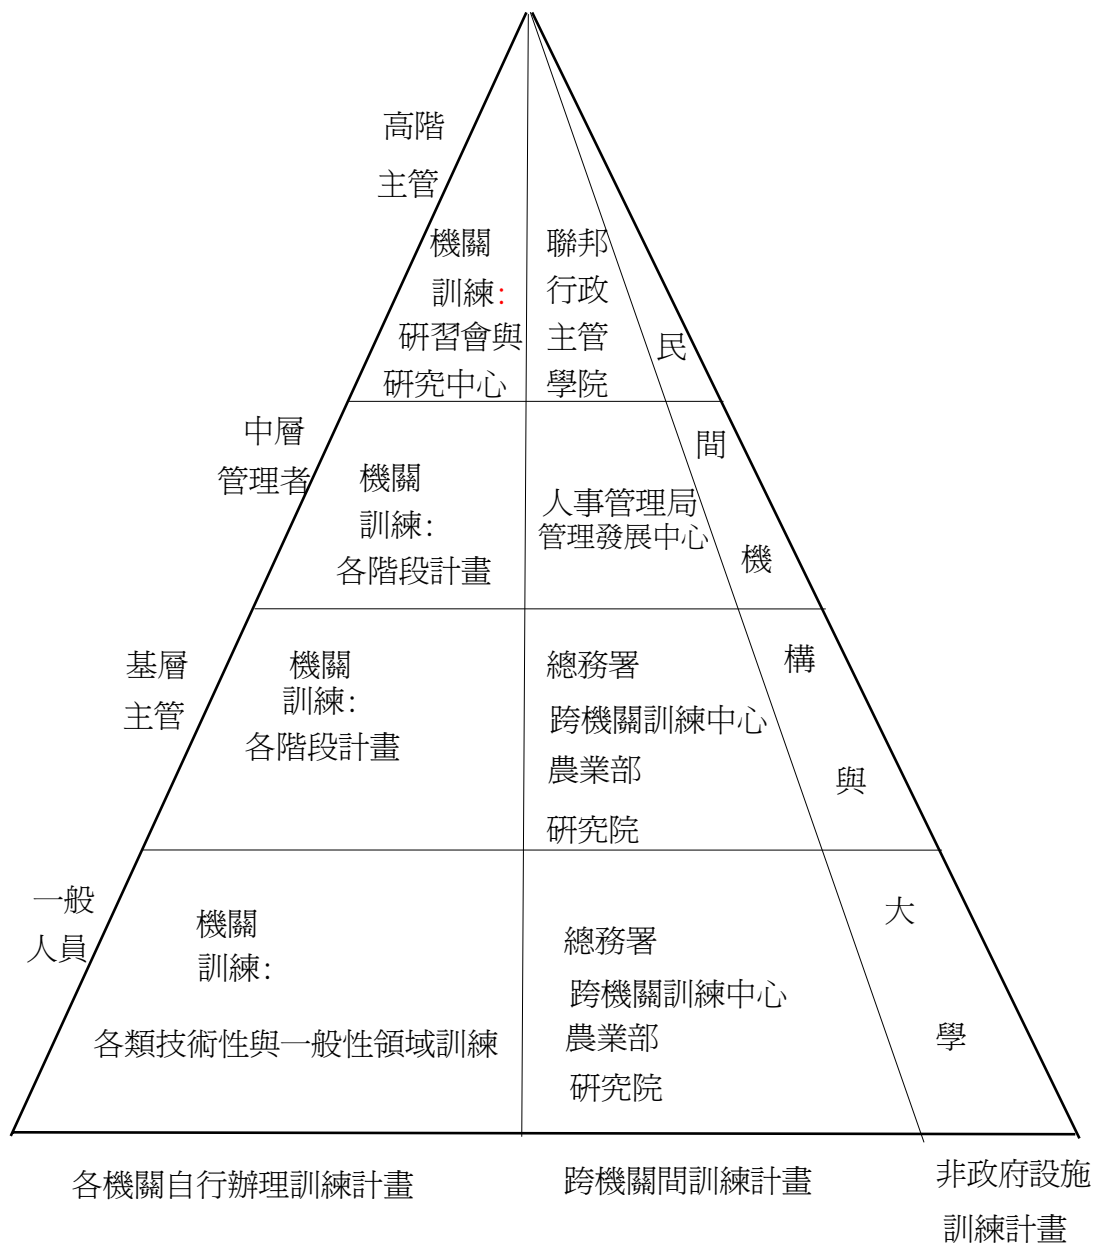 高階
主管
機關
訓練:
研習會與
研究中心
聯邦
行政
主管
學院
民
中層
管理者
機關
訓練:
各階段計畫
人事管理局
管理發展中心
間
機
基層
主管
機關
訓練:
各階段計畫
總務署
跨機關訓練中心
農業部
研究院
構
與
一般
人員
機關
訓練:
各類技術性與一般性領域訓練
總務署
跨機關訓練中心
農業部
研究院
大
學
各機關自行辦理訓練計畫
跨機關間訓練計畫
非政府設施
訓練計畫